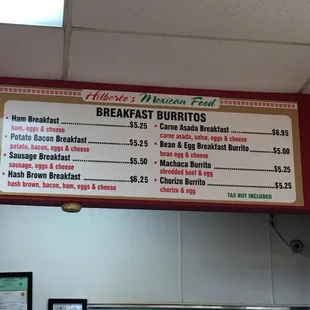 Hilberto's Mexican Food
BREAKFAST BURRITOS
• Ham Breakfast $5.25
ham, eggs & cheese
• Potato Bacon Breakfast $5.25
potato, bacon, eggs & cheese
• Sausage Breakfast $5.50
sausage, eggs & cheese
• Hash Brown Breakfast $6.25
hash brown, bacon, ham, eggs & cheese
• Carne Asada Breakfast $6.95
carne asada, salsa, eggs & cheese
• Bean & Egg Breakfast Burrito $5.00
bean egg & cheese
• Machaca Burrito $5.25
shredded beef & egg
• Chorizo Burrito $5.25
chorizo & egg
TAX NOT INCLUDED